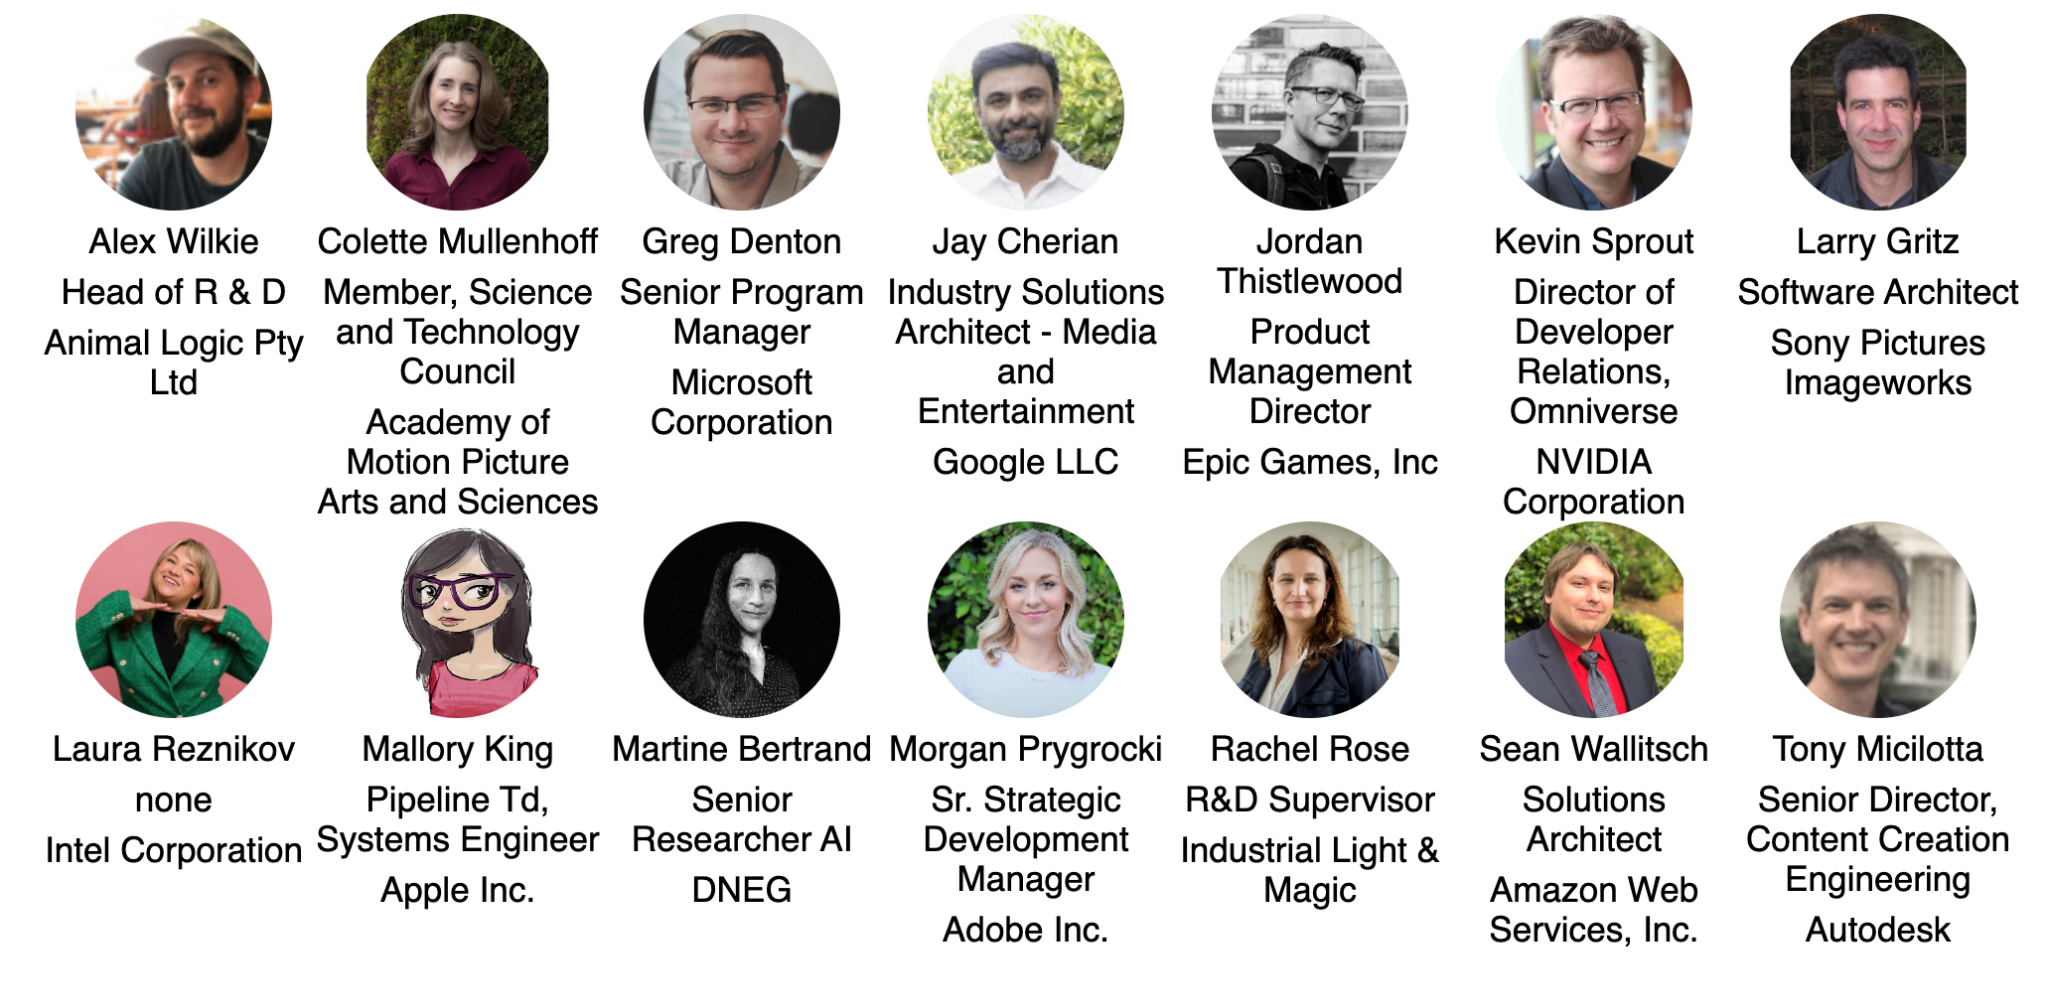 Alex Wilkie
Head of R & D
Animal Logic Pty
Ltd
Colette Mullenhoff
Member, Science
and Technology
Council
Academy of
Motion Picture
Arts and Sciences
Greg Denton
Senior Program
Manager
Microsoft
Corporation
Jay Cherian
Industry Solutions
Architect - Media
and
Entertainment
Google LLC
Jordan
Thistlewood
Product
Management
Director
Epic Games, Inc
Kevin Sprout
Director of
Developer
Relations,
Omniverse
NVIDIA
Corporation
Larry Gritz
Software Architect
Sony Pictures
Imageworks
Laura Reznikov
none
Intel Corporation
Mallory King
Pipeline Td,
Systems Engineer
Apple Inc.
Martine Bertrand
Senior
Researcher AI
DNEG
Morgan Prygrocki
Sr. Strategic
Development
Manager
Adobe Inc.
Rachel Rose
R&D Supervisor
Industrial Light &
Magic
Sean Wallitsch
Solutions
Architect
Amazon Web
Services, Inc.
Tony Micilotta
Senior Director,
Content Creation
Engineering
Autodesk